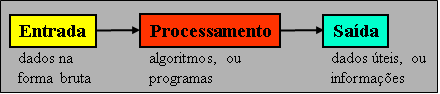 Entrada Processamento Saída
dados na algoritmos, ou dados úteis, ou
forma bruta programas informações